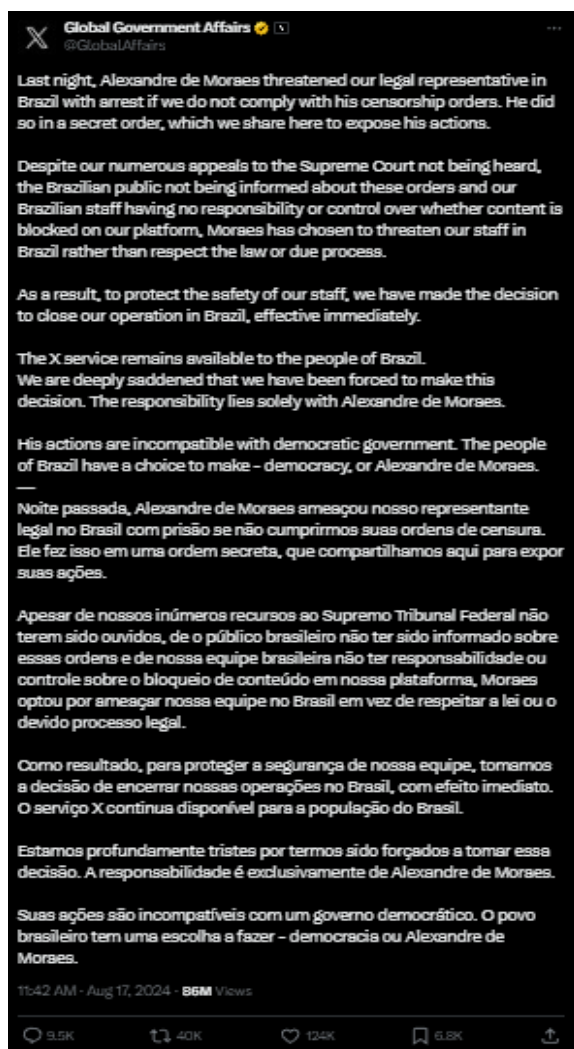 Global Government Affairs
@GlobalAffairs
Last night, Alexandre de Moraes threatened our legal representative in
Brazil with arrest if we do not comply with his censorship orders. He did
so in a secret order, which we share here to expose his actions.
Despite our numerous appeals to the Supreme Court not being heard,
the Brazilian public not being informed about these orders and our
Brazilian staff having no responsibility or control over whether content is
blocked on our platform, Moraes has chosen to threaten our staff in
Brazil rather than respect the law or due process.
As a result, to protect the safety of our staff, we have made the decision
to close our operation in Brazil, effective immediately.
The X service remains available to the people of Brazil.
We are deeply saddened that we have been forced to make this
decision. The responsibility lies solely with Alexandre de Moraes.
His actions are incompatible with democratic government. The people
of Brazil have a choice to make – democracy, or Alexandre de Moraes.
—
Noite passada, Alexandre de Moraes ameaçou nosso representante
legal no Brasil com prisão se não cumprirmos suas ordens de censura.
Ele fez isso em uma ordem secreta, que compartilhamos aqui para expor
suas ações.
Apesar de nossos inúmeros recursos ao Supremo Tribunal Federal não
terem sido ouvidos, de o público brasileiro não ter sido informado sobre
essas ordens e de nossa equipe brasileira não ter responsabilidade ou
controle sobre o bloqueio de conteúdo em nossa plataforma, Moraes
optou por ameaçar nossa equipe no Brasil em vez de respeitar a lei ou o
devido processo legal.
Como resultado, para proteger a segurança de nossa equipe, tomamos
a decisão de encerrar nossas operações no Brasil, com efeito imediato.
O serviço X continua disponível para a população do Brasil.
Estamos profundamente tristes por termos sido forçados a tomar essa
decisão. A responsabilidade é exclusivamente de Alexandre de Moraes.
Suas ações são incompatíveis com um governo democrático. O povo
brasileiro tem uma escolha a fazer – democracia ou Alexandre de
Moraes.
11:42 AM · Aug 17, 2024 · 86M Views
9.5K 40K 124K 6.8K